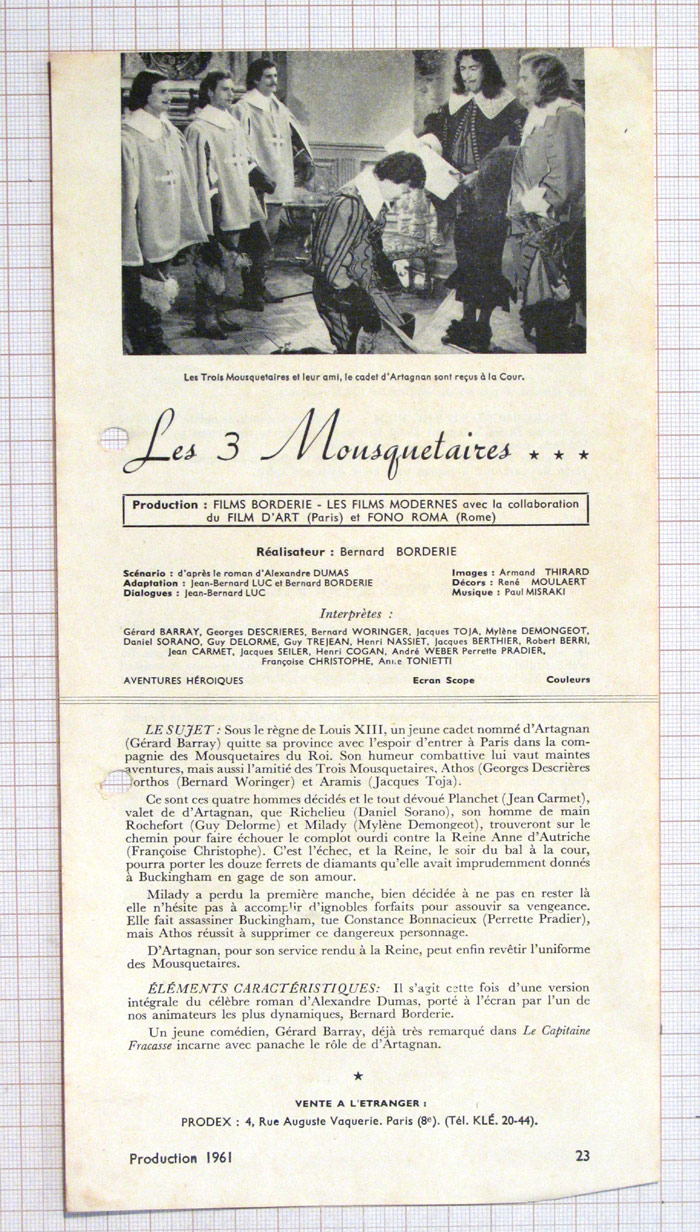 Les Trois Mousquetaires et leur ami, le cadet d'Artagnan sont reçus à la Cour.
Les 3 Mousquetaires ★ ★ ★
Production : FILMS BORDERIE - LES FILMS MODERNES avec la collaboration
du FILM D'ART (Paris) et FONO ROMA (Rome)
Réalisateur : Bernard BORDERIE
Scénario : d'après le roman d'Alexandre DUMAS
Adaptation : Jean-Bernard LUC et Bernard BORDERIE
Dialogues : Jean-Bernard LUC
Images : Armand THIRARD
Décors : René MOULAERT
Musique : Paul MISRAKI
Interprètes :
Gérard BARRAY, Georges DESCRIERES, Bernard WORINGER, Jacques TOJA, Mylène DEMONGEOT,
Daniel SORANO, Guy DELORME, Guy TREJEAN, Henri NASSIET, Jacques BERTHIER, Robert BERRI,
Jean CARMET, Jacques SEILER, Henri COGAN, André WEBER Perrette PRADIER,
Françoise CHRISTOPHE, Anne TONIETTI
AVENTURES HÉROIQUES Ecran Scope Couleurs
LE SUJET : Sous le règne de Louis XIII, un jeune cadet nommé d'Artagnan
(Gérard Barray) quitte sa province avec l'espoir d'entrer à Paris dans la com-
pagnie des Mousquetaires du Roi. Son humeur combattive lui vaut maintes
aventures, mais aussi l'amitié des Trois Mousquetaires, Athos (Georges Descrières
orthos (Bernard Woringer) et Aramis (Jacques Toja).
Ce sont ces quatre hommes décidés et le tout dévoué Planchet (Jean Carmet),
valet de d'Artagnan, que Richelieu (Daniel Sorano), son homme de main
Rochefort (Guy Delorme) et Milady (Mylène Demongeot), trouveront sur le
chemin pour faire échouer le complot ourdi contre la Reine Anne d'Autriche
(Françoise Christophe). C'est l'échec, et la Reine, le soir du bal à la cour,
pourra porter les douze ferrets de diamants qu'elle avait imprudemment donnés
à Buckingham en gage de son amour.
Milady a perdu la première manche, bien décidée à ne pas en rester là
elle n'hésite pas à accomplir d'ignobles forfaits pour assouvir sa vengeance.
Elle fait assassiner Buckingham, tue Constance Bonnacieux (Perrette Pradier),
mais Athos réussit à supprimer ce dangereux personnage.
D'Artagnan, pour son service rendu à la Reine, peut enfin revêtir l'uniforme
des Mousquetaires.
ÉLÉMENTS CARACTÉRISTIQUES: Il s'agit cette fois d'une version
intégrale du célèbre roman d'Alexandre Dumas, porté à l'écran par l'un de
nos animateurs les plus dynamiques, Bernard Borderie.
Un jeune comédien, Gérard Barray, déjà très remarqué dans Le Capitaine
Fracasse incarne avec panache le rôle de d'Artagnan.
★
VENTE A L'ETRANGER :
PRODEX : 4, Rue Auguste Vaquerie. Paris (8e). (Tél. KLÉ. 20-44).
Production 1961 23